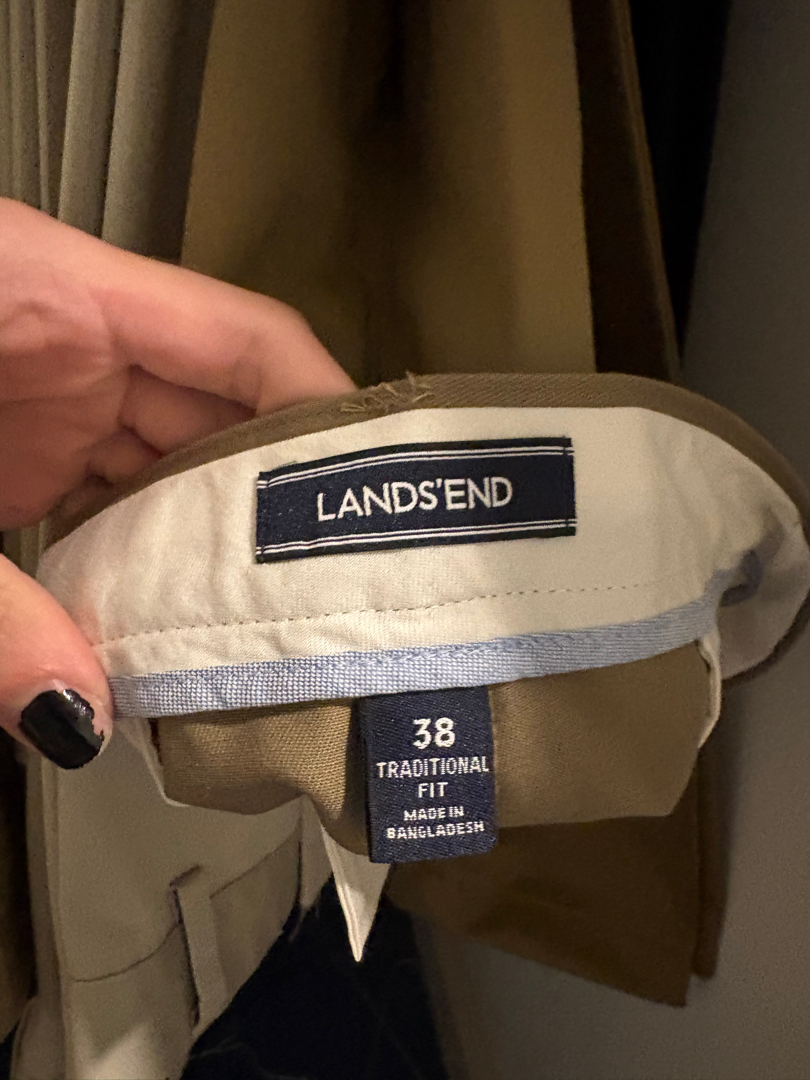 LANDS'END
38
TRADITIONAL
FIT
MADE IN
BANGLADESH